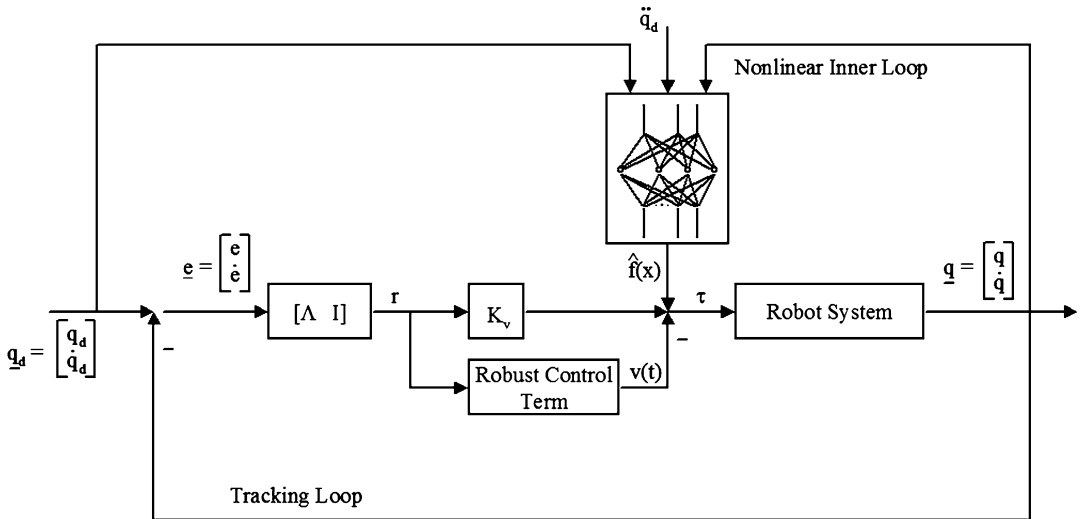 q̈d
Nonlinear Inner Loop
e = [e ė]
f̂(x)
q = [q q̇]
[Λ I]
r
Kv
τ
Robot System
qd = [qd q̇d]
−
−
Robust Control
Term
v(t)
Tracking Loop